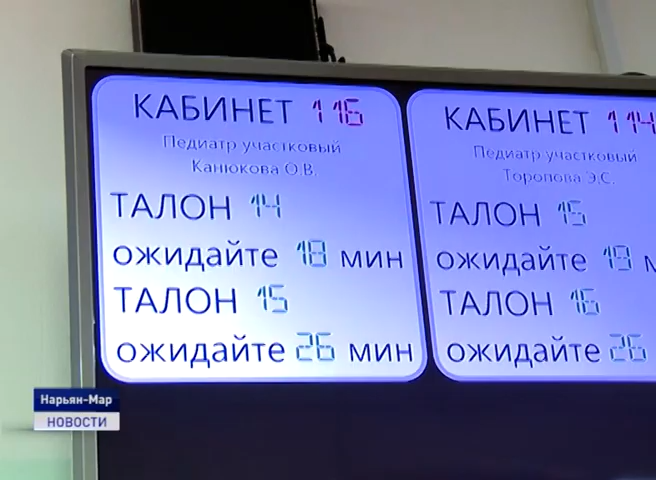 КАБИНЕТ 116
Педиатр участковый
Канюкова О.В.
ТАЛОН 14
ожидайте 18 мин
ТАЛОН 15
ожидайте 26 мин
КАБИНЕТ 114
Педиатр участковый
Торопова Э.С.
ТАЛОН 15
ожидайте 19 м
ТАЛОН 16
ожидайте 26
Нарьян-Мар
НОВОСТИ